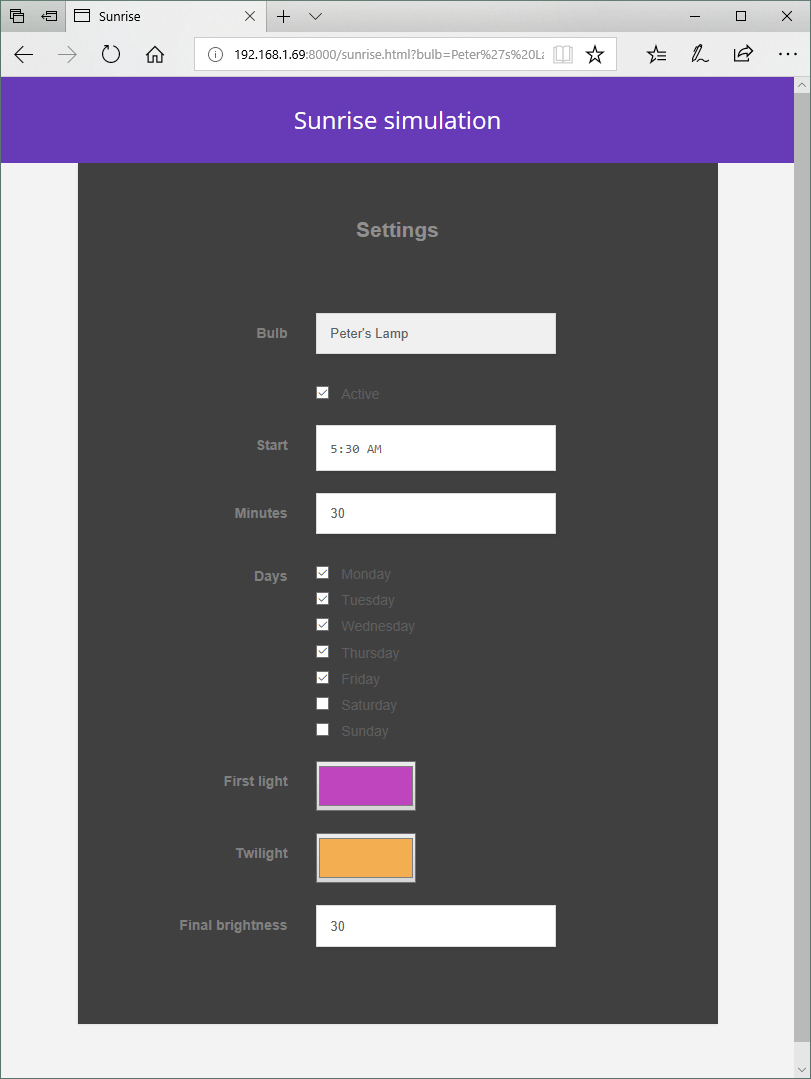 Sunrise
192.168.1.69:8000/sunrise.html?bulb=Peter%27s%20La
Sunrise simulation
Settings
Bulb
Peter's Lamp
Active
Start
5:30 AM
Minutes
30
Days
Monday
Tuesday
Wednesday
Thursday
Friday
Saturday
Sunday
First light
Twilight
Final brightness
30